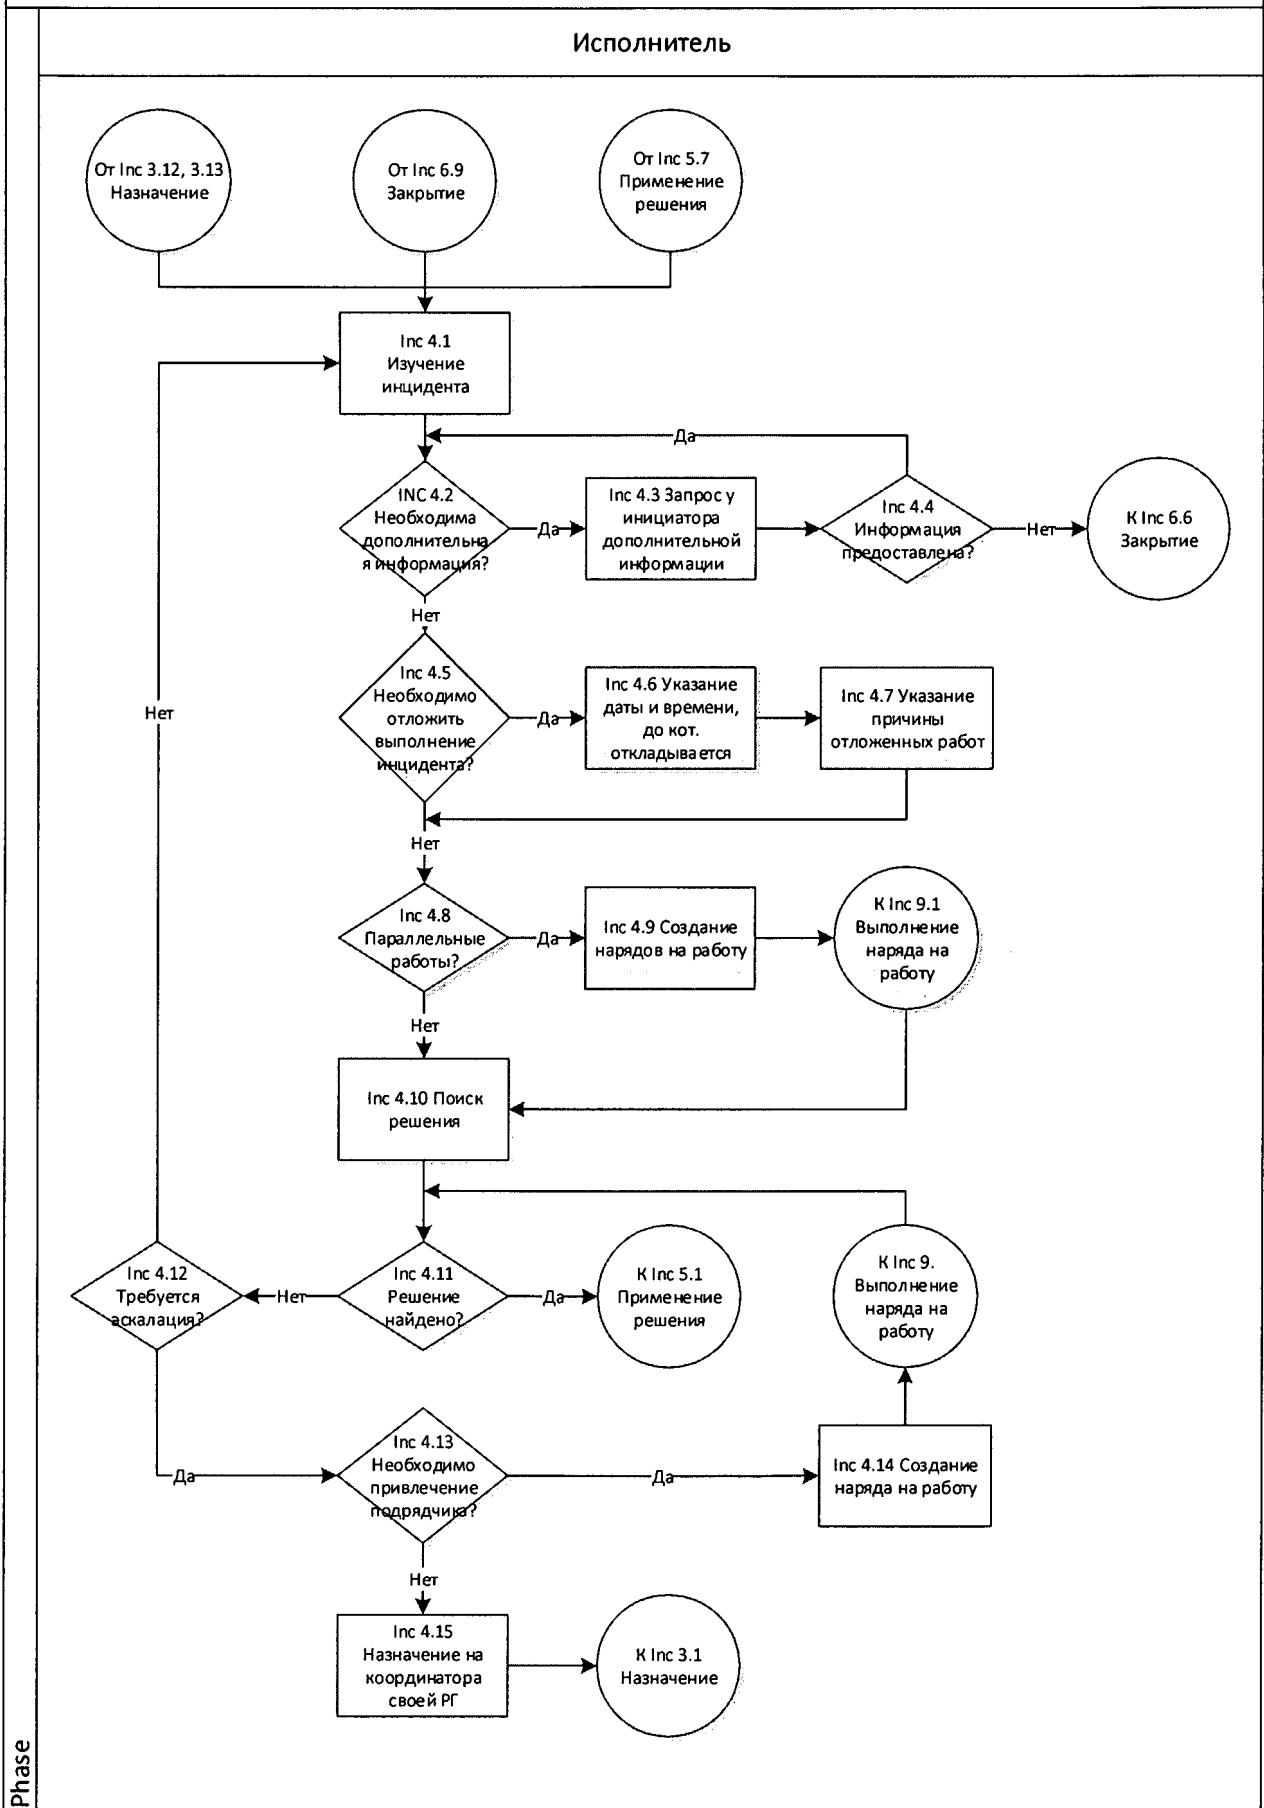 Исполнитель
От Inc 3.12, 3.13
Назначение
От Inc 6.9
Закрытие
От Inc 5.7
Применение
решения
Inc 4.1
Изучение
инцидента
Да
INC 4.2
Необходима
дополнительна
я информация?
Да
Inc 4.3 Запрос у
инициатора
дополнительной
информации
Inc 4.4
Информация
предоставлена?
Нет
К Inc 6.6
Закрытие
Нет
Inc 4.5
Необходимо
отложить
выполнение
инцидента?
Да
Inc 4.6 Указание
даты и времени,
до кот.
откладывается
Inc 4.7 Указание
причины
отложенных работ
Нет
Нет
Inc 4.8
Параллельные
работы?
Да
Inc 4.9 Создание
нарядов на работу
К Inc 9.1
Выполнение
наряда на
работу
Нет
Inc 4.10 Поиск
решения
Inc 4.12
Требуется
аскалация?
Нет
Inc 4.11
Решение
найдено?
Да
К Inc 5.1
Применение
решения
К Inc 9.
Выполнение
наряда на
работу
Да
Inc 4.13
Необходимо
привлечение
подрядчика?
Да
Inc 4.14 Создание
наряда на работу
Нет
Inc 4.15
Назначение на
координатора
своей РГ
К Inc 3.1
Назначение
Phase